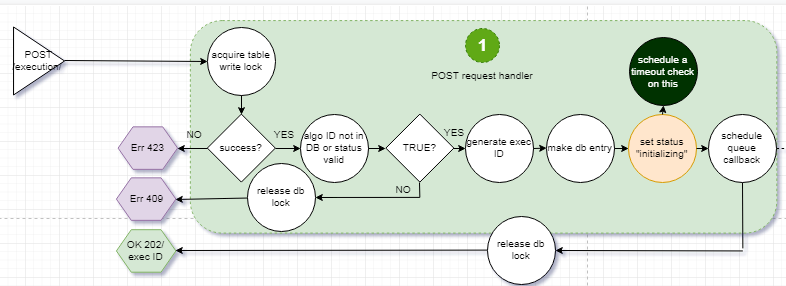 POST
/execution/
acquire table
write lock
1
POST request handler
schedule a
timeout check
on this
NO
Err 423
success?
YES
algo ID not in
DB or status
valid
TRUE?
YES
generate exec
ID
make db entry
set status
"initializing"
schedule
queue
callback
NO
Err 409
release db
lock
OK 202/
exec ID
release db
lock